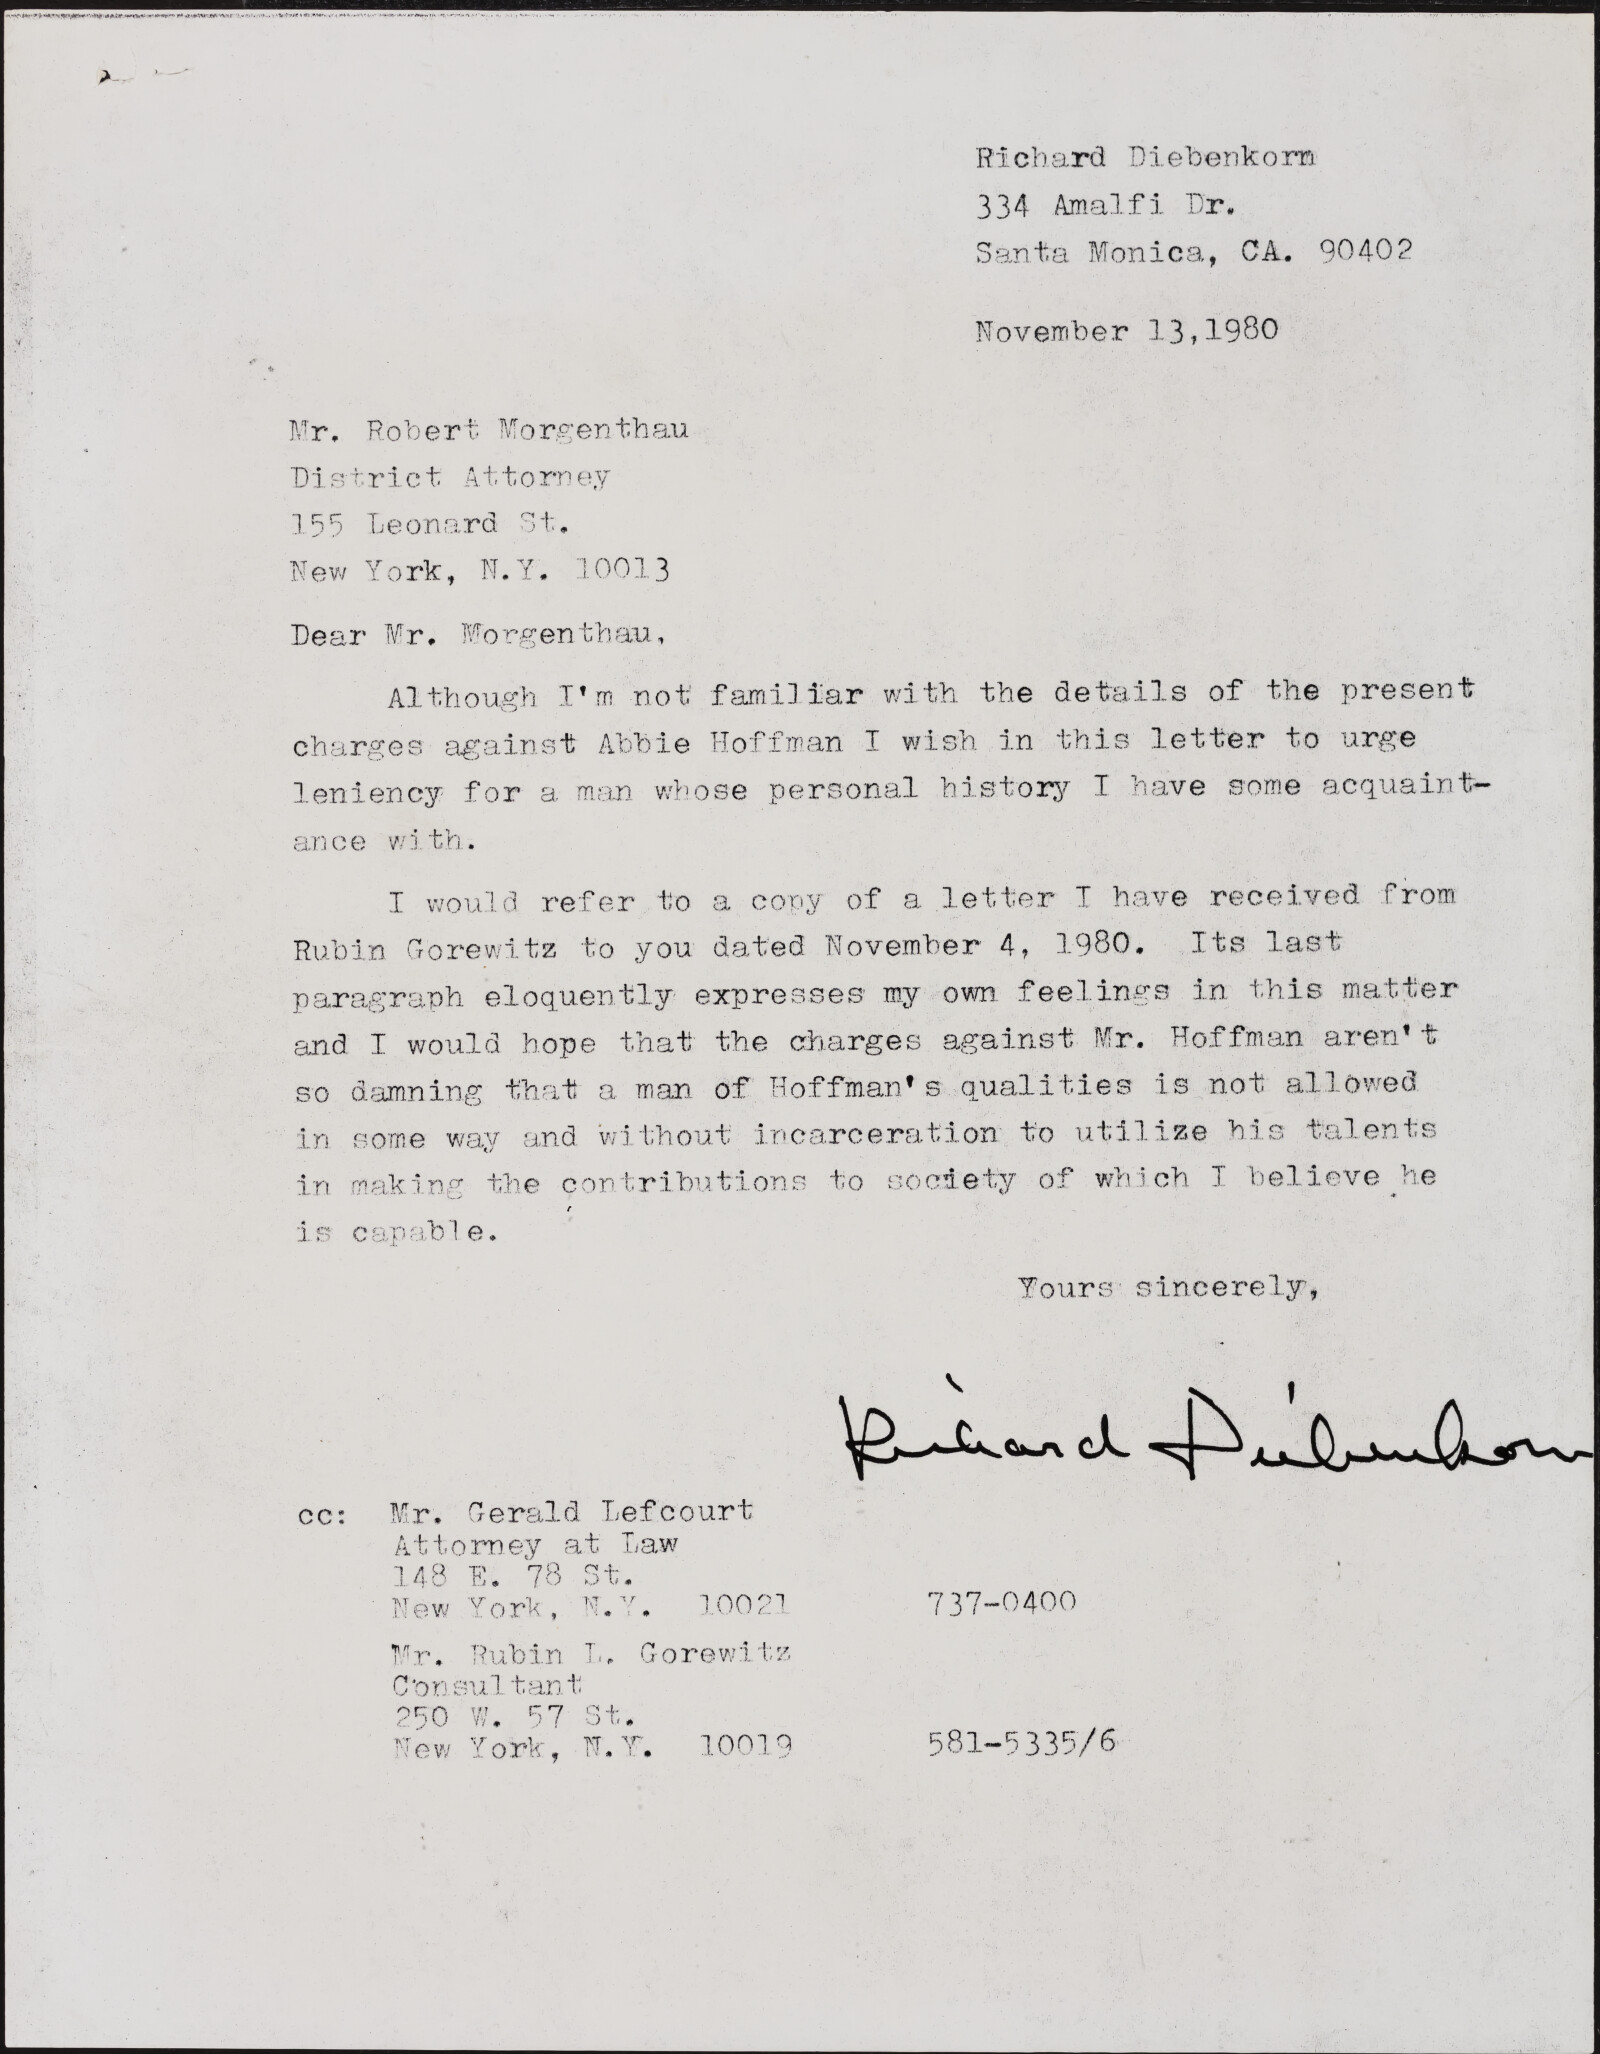 Richard Diebenkorn
334 Amalfi Dr.
Santa Monica, CA. 90402
November 13,1980
Mr. Robert Morgenthau
District Attorney
155 Leonard St.
New York, N.Y. 10013
Dear Mr. Morgenthau,
Although I'm not familiar with the details of the present
charges against Abbie Hoffman I wish in this letter to urge
leniency for a man whose personal history I have some acquaint-
ance with.
I would refer to a copy of a letter I have received from
Rubin Gorewitz to you dated November 4, 1980. Its last
paragraph eloquently expresses my own feelings in this matter
and I would hope that the charges against Mr. Hoffman aren't
so damning that a man of Hoffman's qualities is not allowed
in some way and without incarceration to utilize his talents
in making the contributions to society of which I believe he
is capable.
Yours sincerely,
Richard Diebenkorn
cc: Mr. Gerald Lefcourt
Attorney at Law
148 E. 78 St.
New York, N.Y. 10021 737-0400
Mr. Rubin L. Gorewitz
Consultant
250 W. 57 St.
New York, N.Y. 10019 581-5335/6